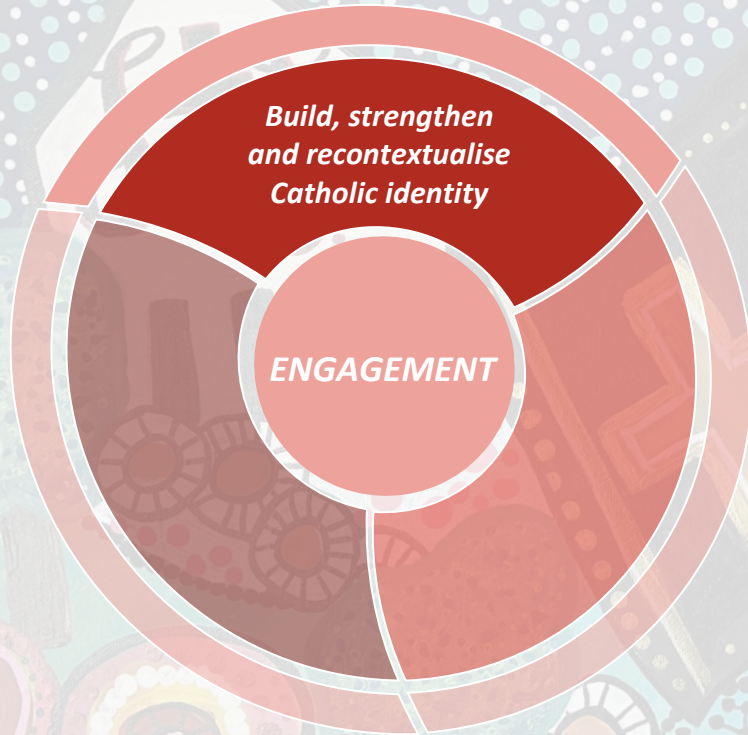 Build, strengthen
and recontextualise
Catholic identity
ENGAGEMENT